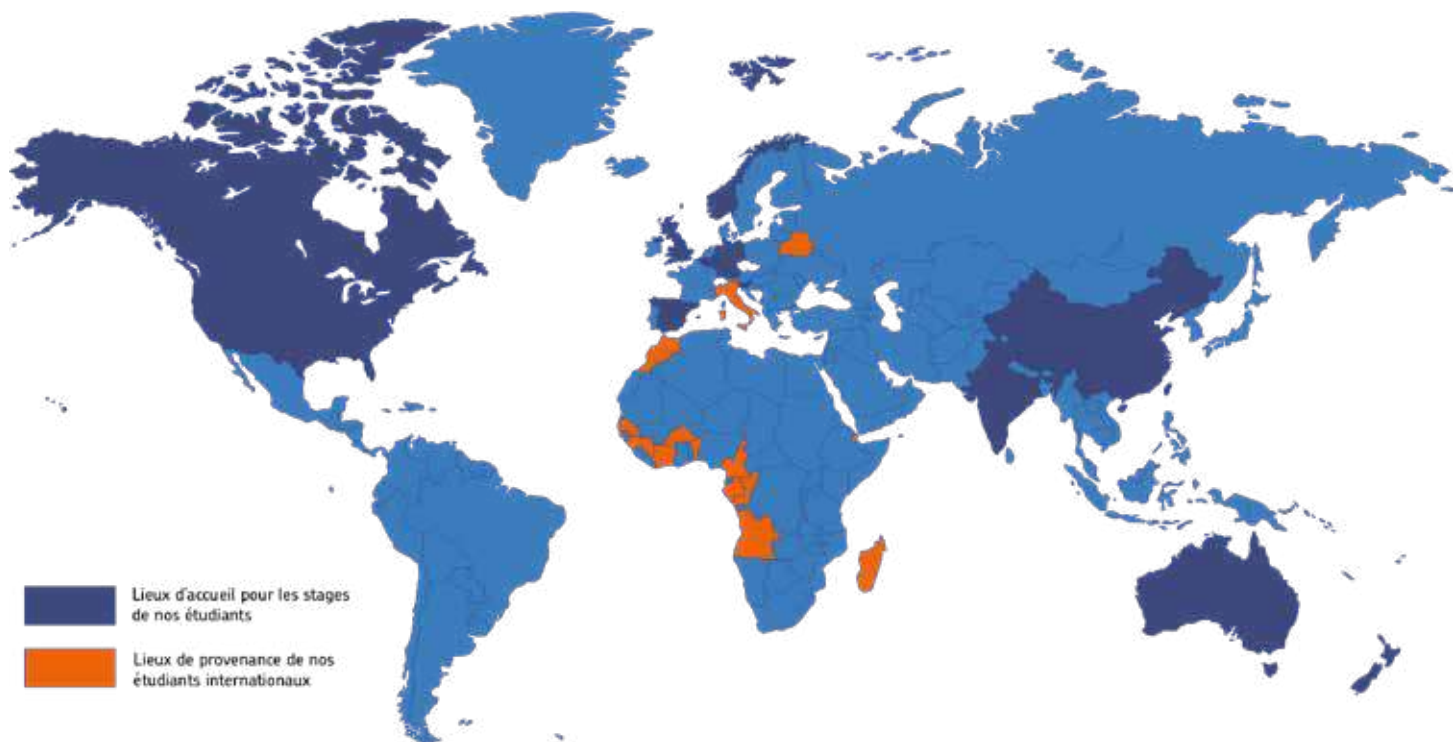 Lieux d'accueil pour les stages
de nos étudiants
Lieux de provenance de nos
étudiants internationaux